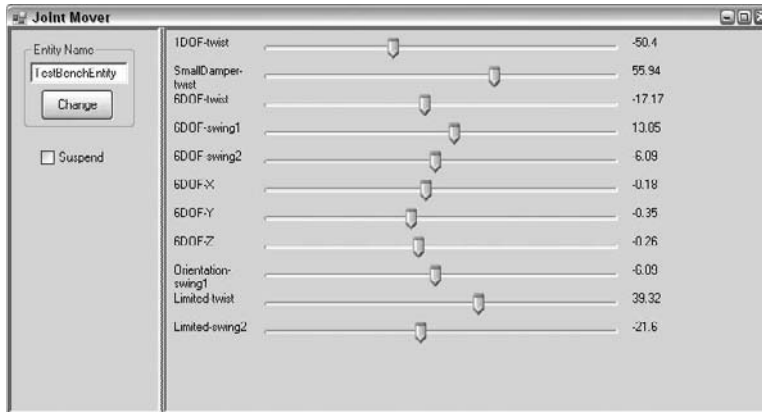 Joint Mover
Entity Name
TestBenchEntity
Change
Suspend
1DOF-twist -50.4
SmallDamper-
twist 55.94
6DOF-twist -17.17
6DOF-swing1 13.05
6DOF-swing2 -6.09
6DOF-X -0.18
6DOF-Y -0.35
6DOF-Z -0.26
Orientation-
swing1 -6.09
Limited-twist 39.32
Limited-swing2 -21.6